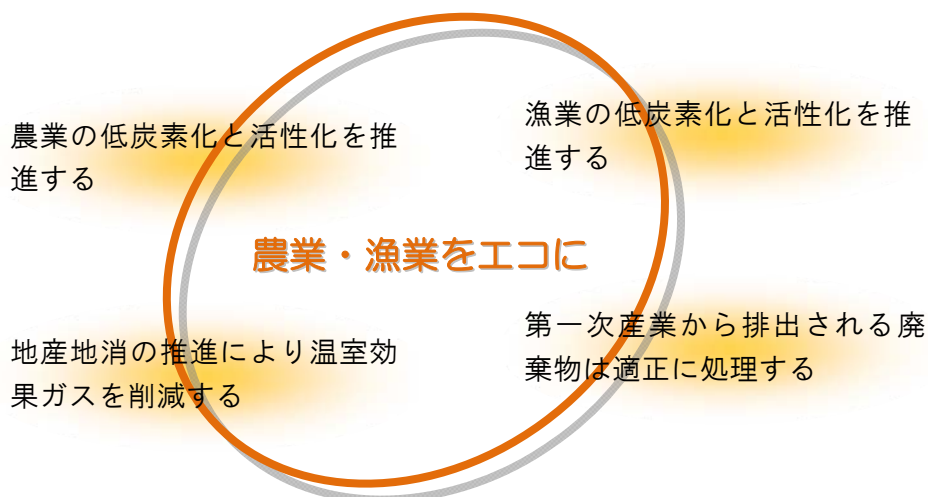 農業の低炭素化と活性化を推
進する
漁業の低炭素化と活性化を推
進する
農業・漁業をエコに
地産地消の推進により温室効
果ガスを削減する
第一次産業から排出される廃
棄物は適正に処理する